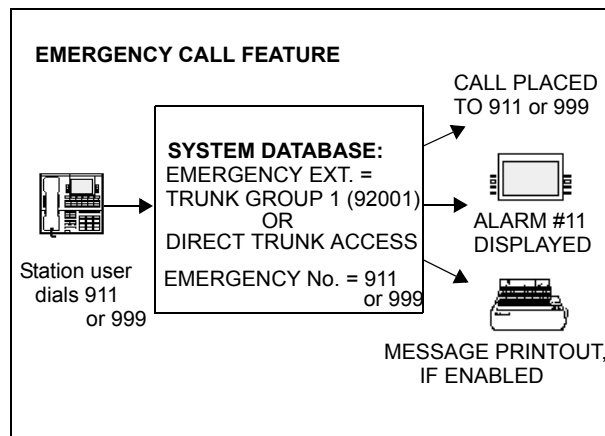 EMERGENCY CALL FEATURE
CALL PLACED
TO 911 or 999
SYSTEM DATABASE:
EMERGENCY EXT. =
TRUNK GROUP 1 (92001)
OR
DIRECT TRUNK ACCESS
EMERGENCY No. = 911
or 999
Station user
dials 911
or 999
ALARM #11
DISPLAYED
MESSAGE PRINTOUT,
IF ENABLED